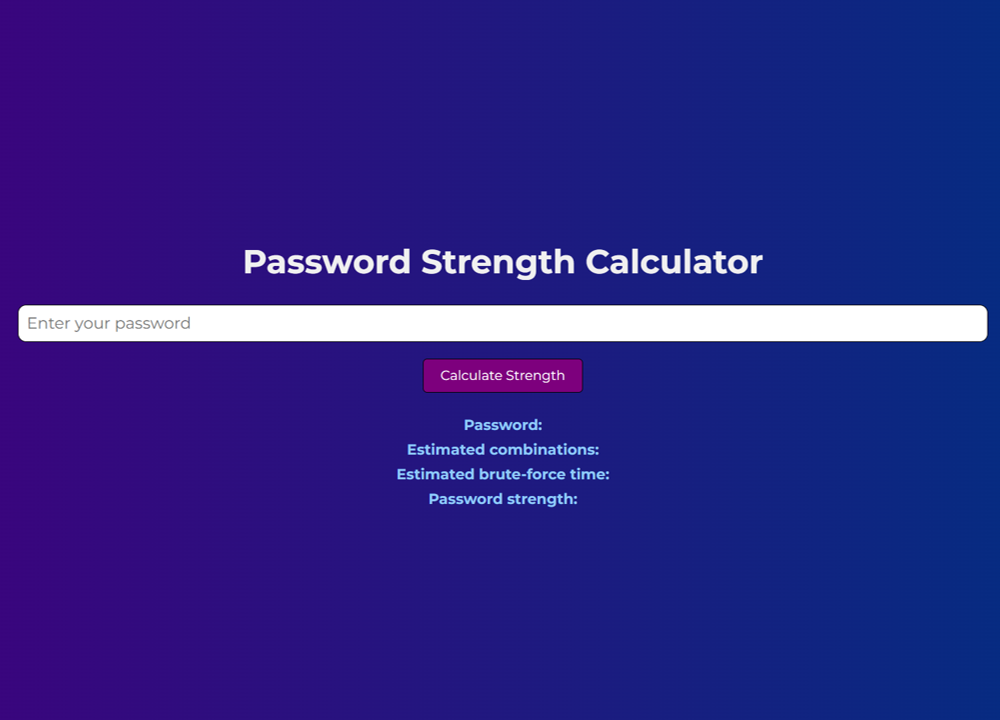 Password Strength Calculator
Enter your password
Calculate Strength
Password:
Estimated combinations:
Estimated brute-force time:
Password strength: